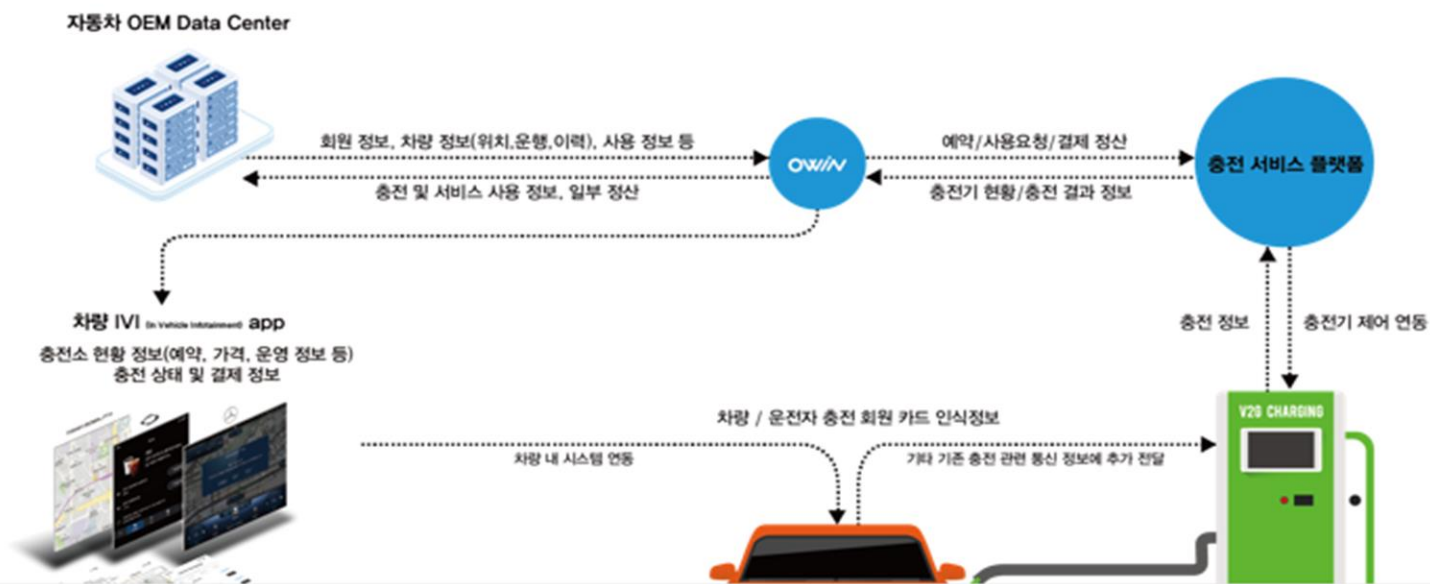 자동차 OEM Data Center
회원 정보, 차량 정보(위치,운행,이력), 사용 정보 등
충전 및 서비스 사용 정보, 일부 정산
OWIN
예약/사용요청/결제 정산
충전기 현황/충전 결과 정보
충전 서비스 플랫폼
차량 IVI (In Vehicle Infotainment) app
충전소 현황 정보(예약, 가격, 운영 정보 등)
충전 상태 및 결제 정보
충전 정보
충전기 제어 연동
차량 / 운전자 충전 회원 카드 인식정보
차량 내 시스템 연동
기타 기존 충전 관련 통신 정보에 추가 전달
V2G CHARGING